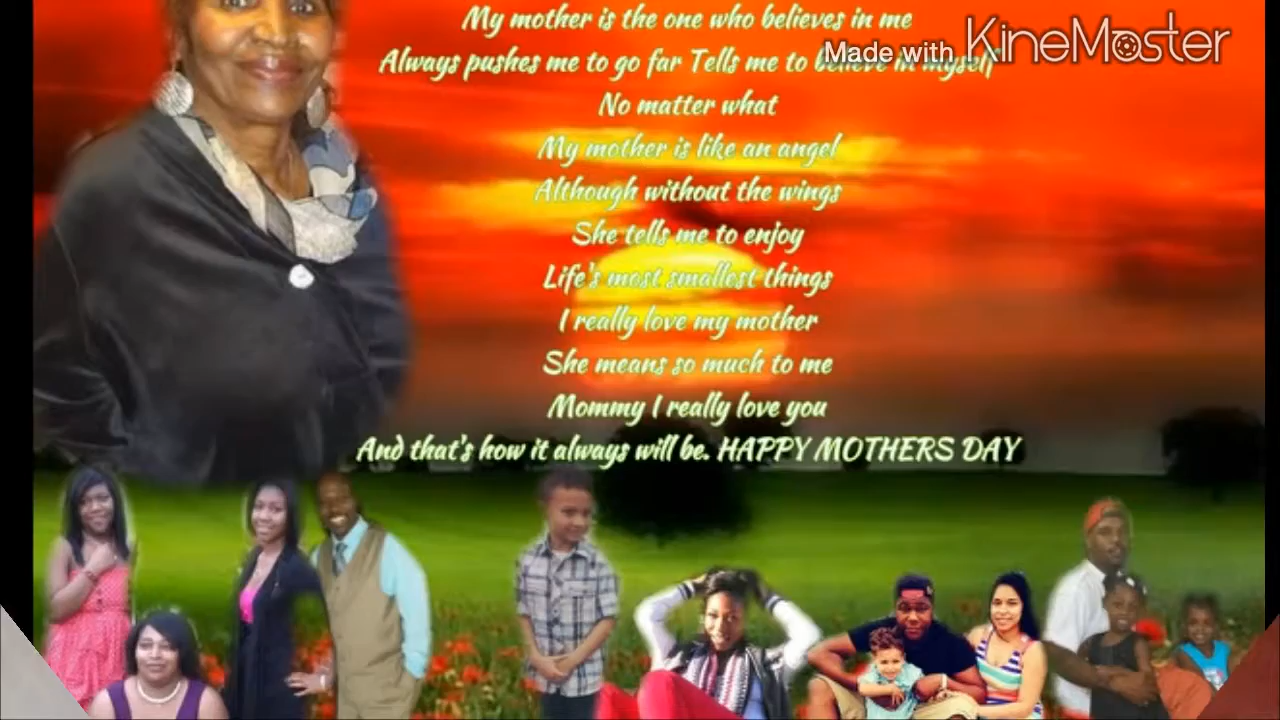 My mother is the one who believes in me
Made with KineMaster
Always pushes me to go far Tells me to believe in myself
No matter what
My mother is like an angel
Although without the wings
She tells me to enjoy
Life's most smallest things
I really love my mother
She means so much to me
Mommy I really love you
And that's how it always will be. HAPPY MOTHERS DAY